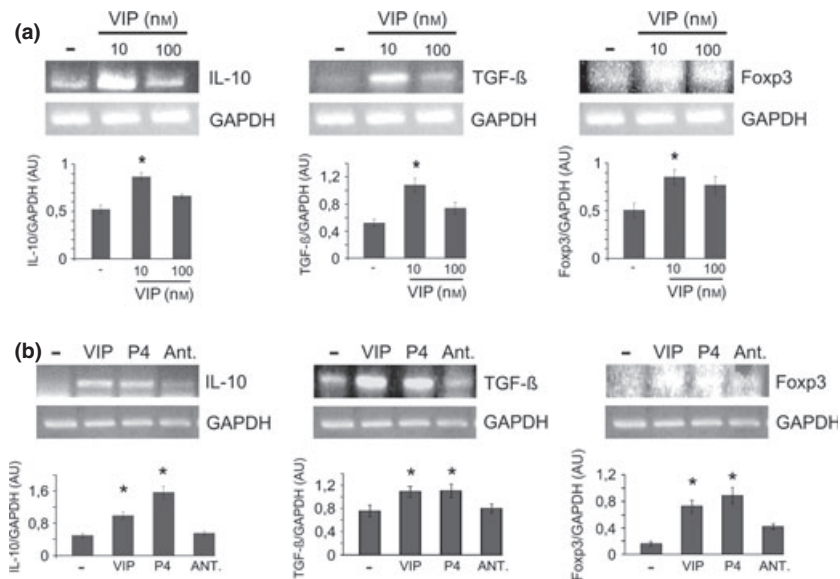 (a)
VIP (nM)
- 10 100
IL-10
GAPDH
IL-10/GAPDH (AU)
1
0,5
0
- 10 100
VIP (nM)
VIP (nM)
- 10 100
TGF-ß
GAPDH
TGF-ß/GAPDH (AU)
1,2
0,8
0,4
0
*
- 10 100
VIP (nM)
VIP (nM)
- 10 100
Foxp3
GAPDH
Foxp3/GAPDH (AU)
1
0,5
0
*
- 10 100
VIP (nM)
(b)
- VIP P4 Ant.
IL-10
GAPDH
IL-10/GAPDH (AU)
1,6
0,8
0
* *
- VIP P4 ANT.
- VIP P4 Ant.
TGF-ß
GAPDH
TGF-ß/GAPDH (AU)
1,2
0,8
0,4
0
* *
- VIP P4 ANT.
- VIP P4 Ant.
Foxp3
GAPDH
Foxp3/GAPDH (AU)
1,2
0,8
0,4
0
* *
- VIP P4 ANT.